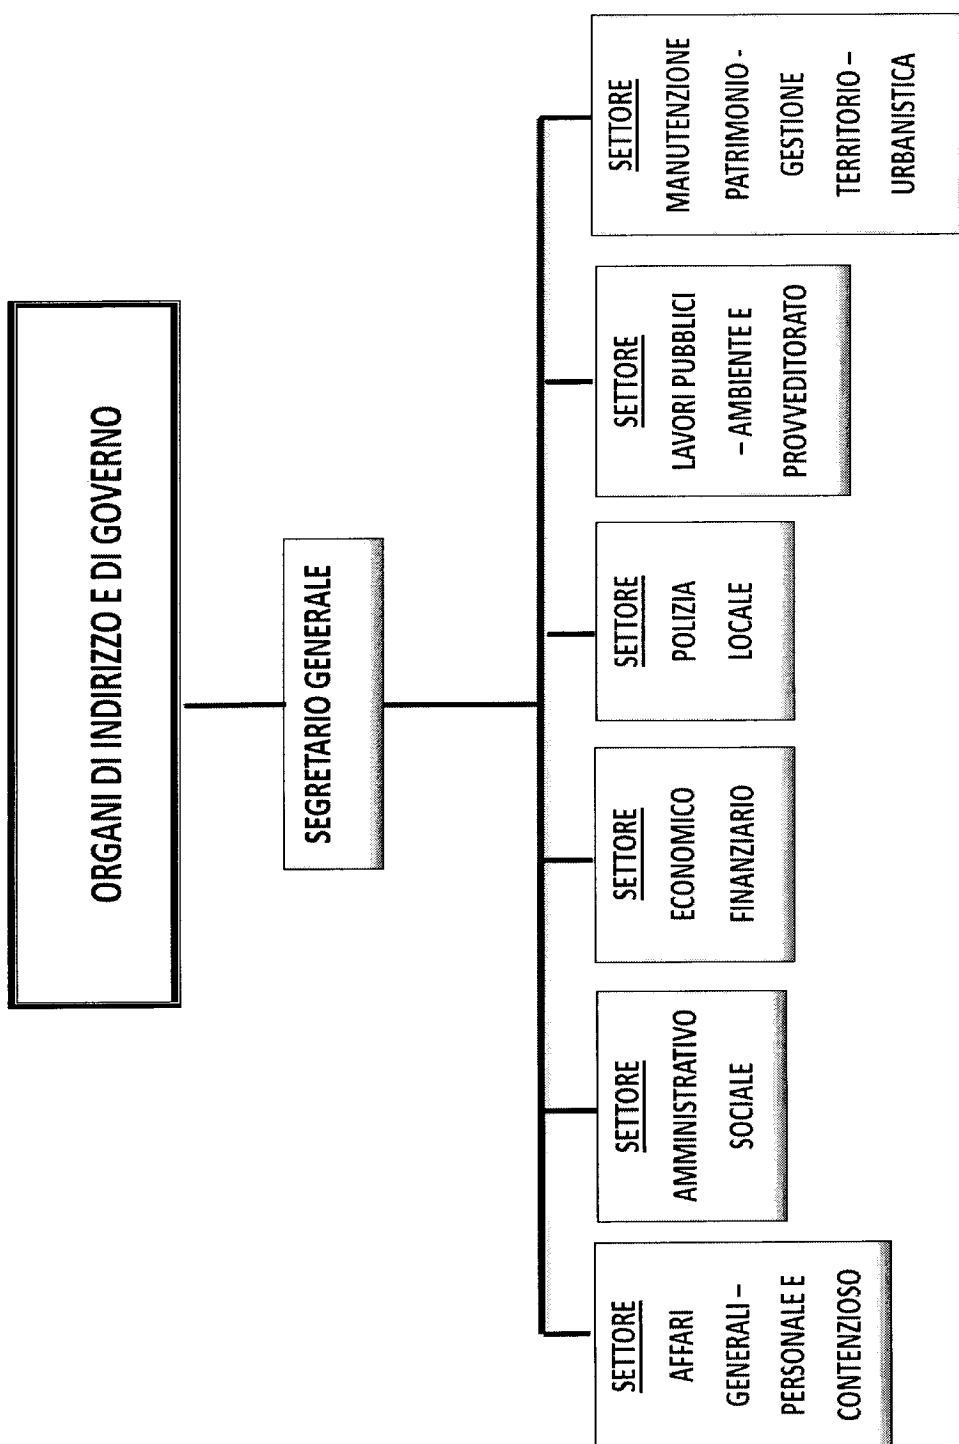 ORGANI DI INDIRIZZO E DI GOVERNO
SEGRETARIO GENERALE
SETTORE
AFFARI
GENERALI –
PERSONALE E
CONTENZIOSO
SETTORE
AMMINISTRATIVO
SOCIALE
SETTORE
ECONOMICO
FINANZIARIO
SETTORE
POLIZIA
LOCALE
SETTORE
LAVORI PUBBLICI
– AMBIENTE E
PROVVEDITORATO
SETTORE
MANUTENZIONE
PATRIMONIO -
GESTIONE
TERRITORIO –
URBANISTICA